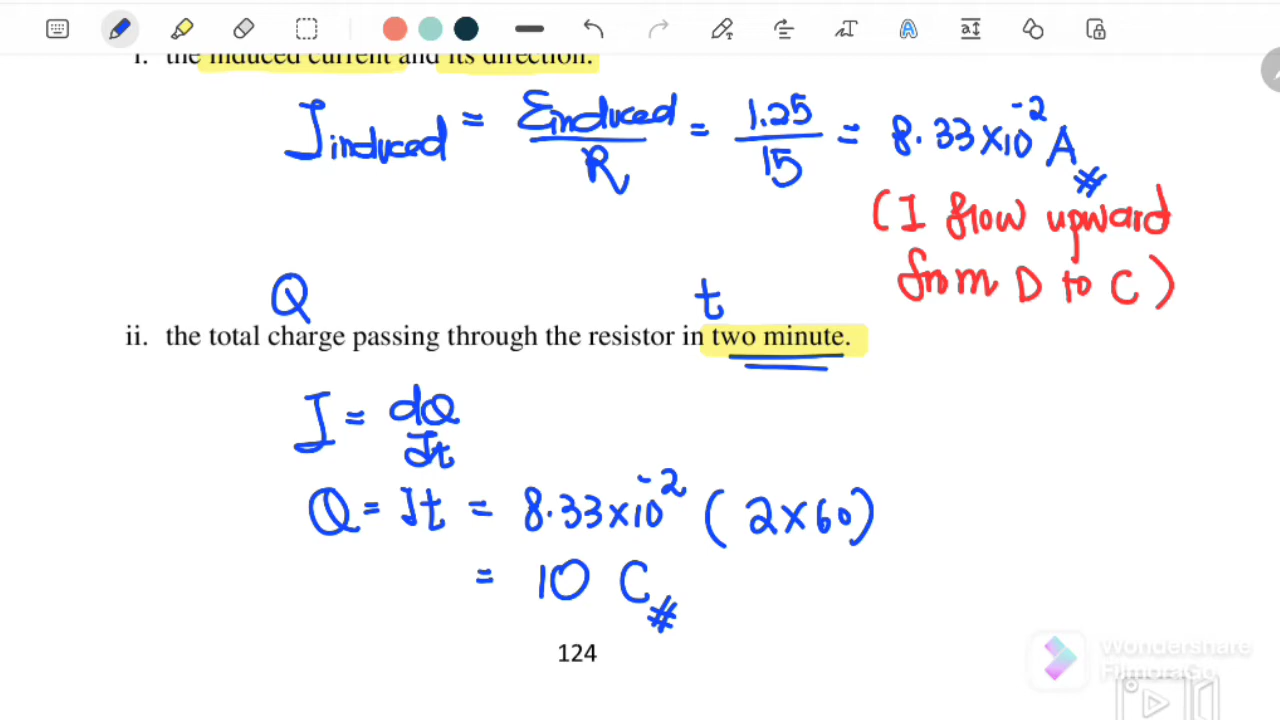 i. the induced current and its direction.
I induced = εinduced / R = 1.25 / 15 = 8.33×10⁻² A #
(I flow upward
from D to C)
Q t
ii. the total charge passing through the resistor in two minute.
I = dQ / dt
Q = It = 8.33×10⁻² (2×60)
= 10 C #
124
Wondershare
FilmoraGo